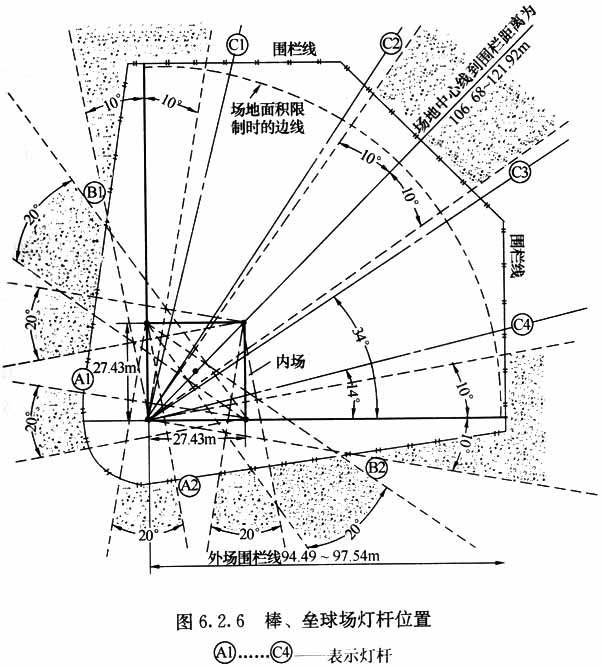 C1
围栏线
C2
场地中心线到围栏距离为
106.68~121.92m
10°
10°
场地面积限
制时的边线
10°
10°
C3
B1
20°
围栏线
C4
20°
34°
内场
27.43m
A1
14°
10°
20°
27.43m
10°
B2
A2
20°
20°
20°
外场围栏线94.49~97.54m
图 6.2.6 棒、垒球场灯杆位置
A1……C4——表示灯杆